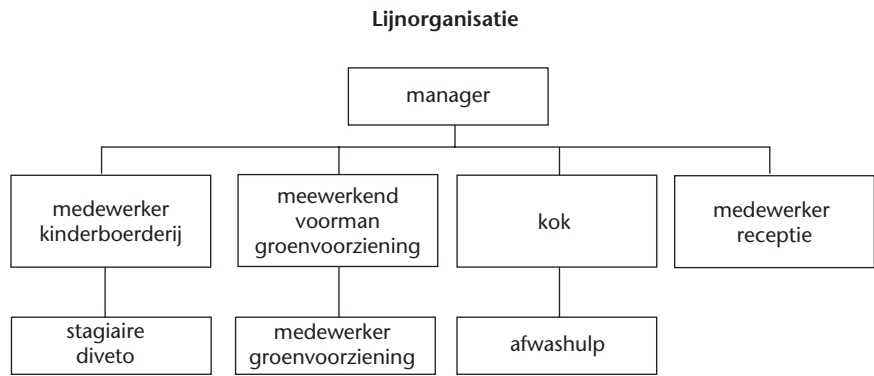 Lijnorganisatie
manager
medewerker
kinderboerderij
meewerkend
voorman
groenvoorziening
kok
medewerker
receptie
stagiaire
diveto
medewerker
groenvoorziening
afwashulp